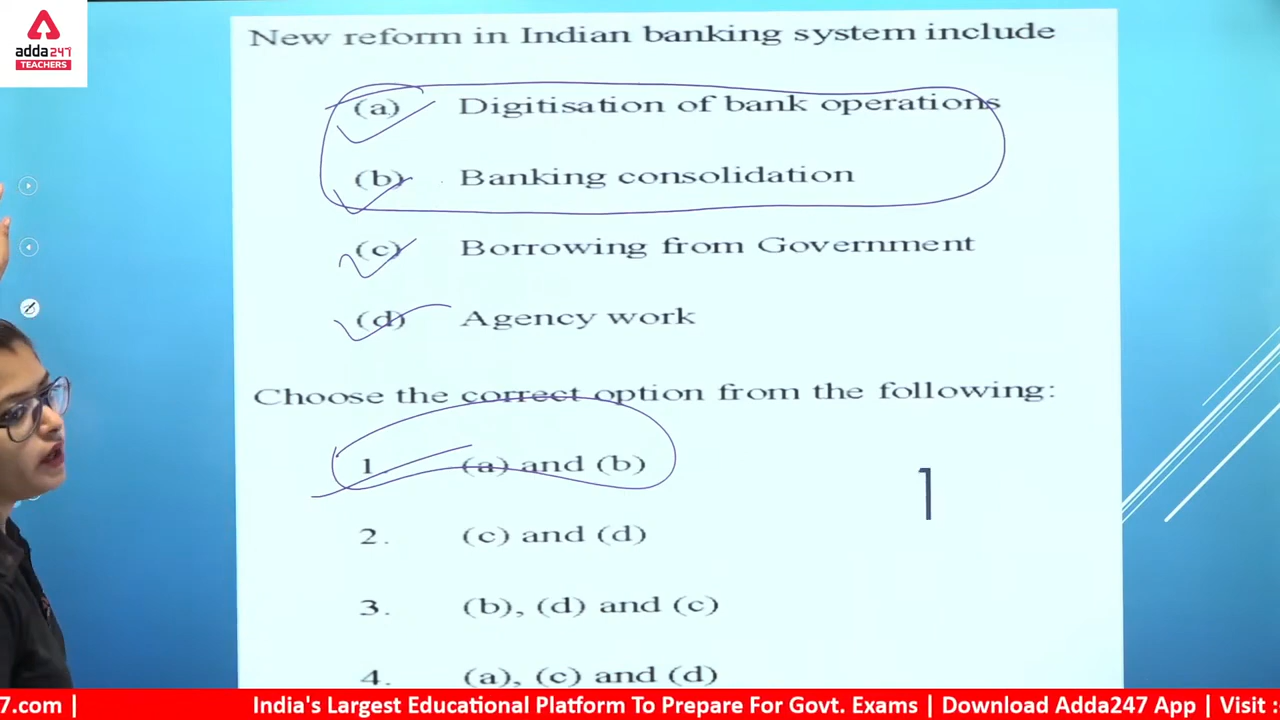 adda247
TEACHERS
New reform in Indian banking system include
(a) Digitisation of bank operations
(b) Banking consolidation
(c) Borrowing from Government
(d) Agency work
Choose the correct option from the following:
1. (a) and (b)
1
2. (c) and (d)
3. (b), (d) and (c)
4. (a), (c) and (d)
7.com | India's Largest Educational Platform To Prepare For Govt. Exams | Download Adda247 App | Visit :